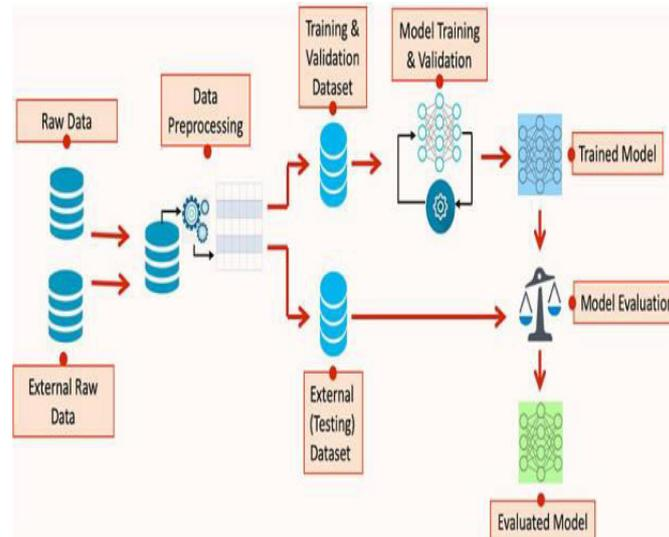 Raw Data
External Raw
Data
Data
Preprocessing
Training &
Validation
Dataset
External
(Testing)
Dataset
Model Training
& Validation
Trained Model
Model Evaluation
Evaluated Model